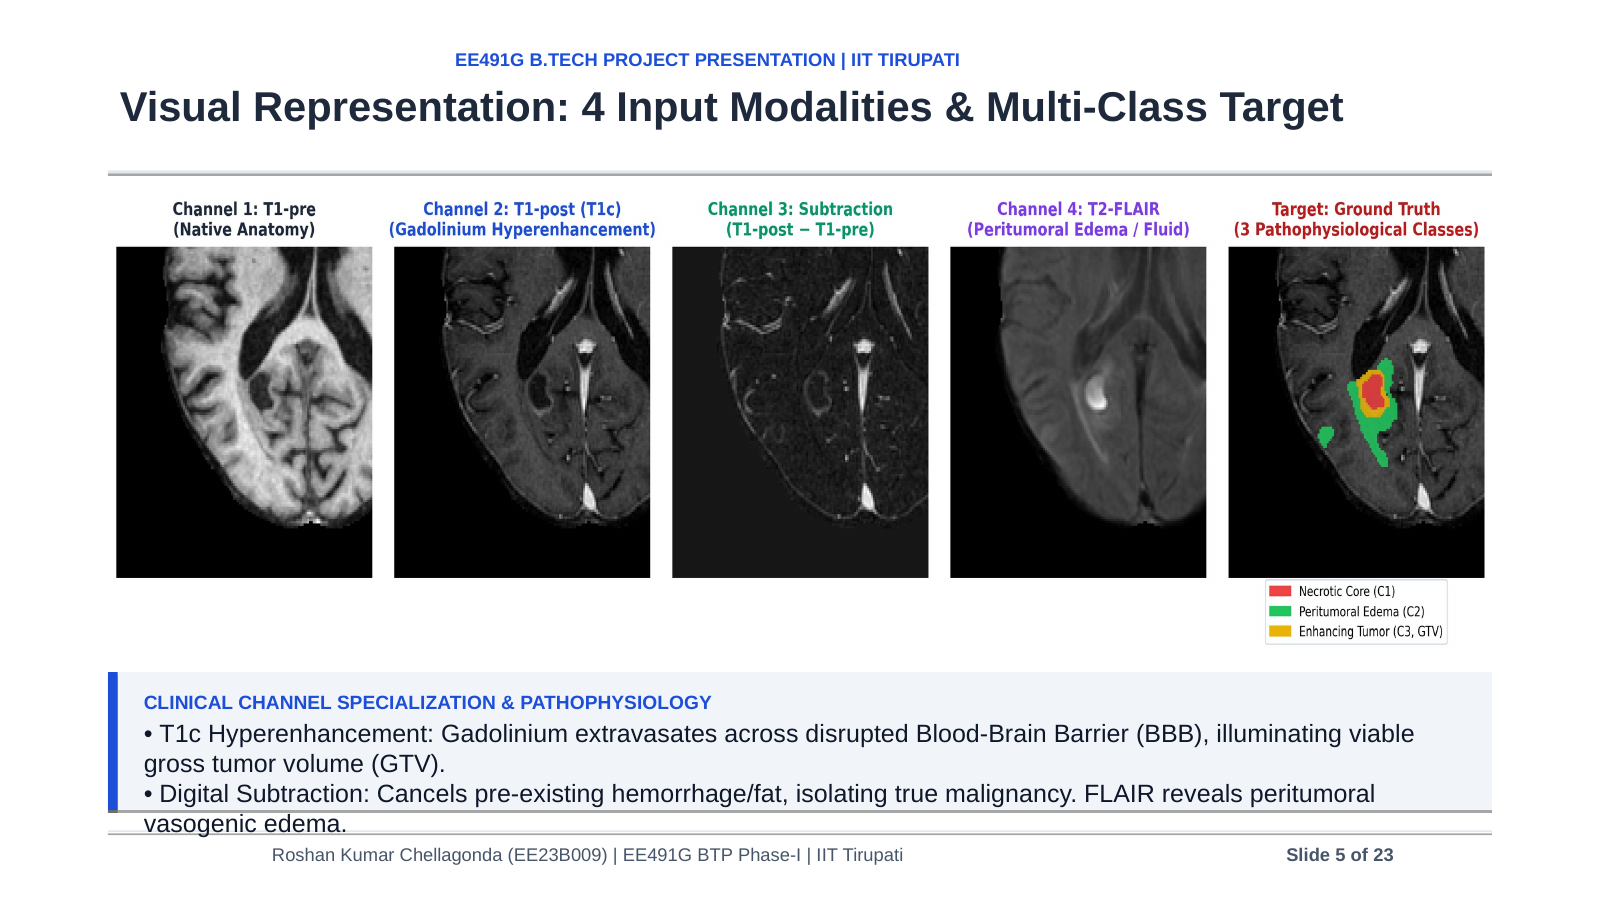 EE491G B.TECH PROJECT PRESENTATION | IIT TIRUPATI
Visual Representation: 4 Input Modalities & Multi-Class Target
Channel 1: T1-pre
(Native Anatomy)
Channel 2: T1-post (T1c)
(Gadolinium Hyperenhancement)
Channel 3: Subtraction
(T1-post − T1-pre)
Channel 4: T2-FLAIR
(Peritumoral Edema / Fluid)
Target: Ground Truth
(3 Pathophysiological Classes)
Necrotic Core (C1)
Peritumoral Edema (C2)
Enhancing Tumor (C3, GTV)
CLINICAL CHANNEL SPECIALIZATION & PATHOPHYSIOLOGY
• T1c Hyperenhancement: Gadolinium extravasates across disrupted Blood-Brain Barrier (BBB), illuminating viable
gross tumor volume (GTV).
• Digital Subtraction: Cancels pre-existing hemorrhage/fat, isolating true malignancy. FLAIR reveals peritumoral
vasogenic edema.
Roshan Kumar Chellagonda (EE23B009) | EE491G BTP Phase-I | IIT Tirupati
Slide 5 of 23